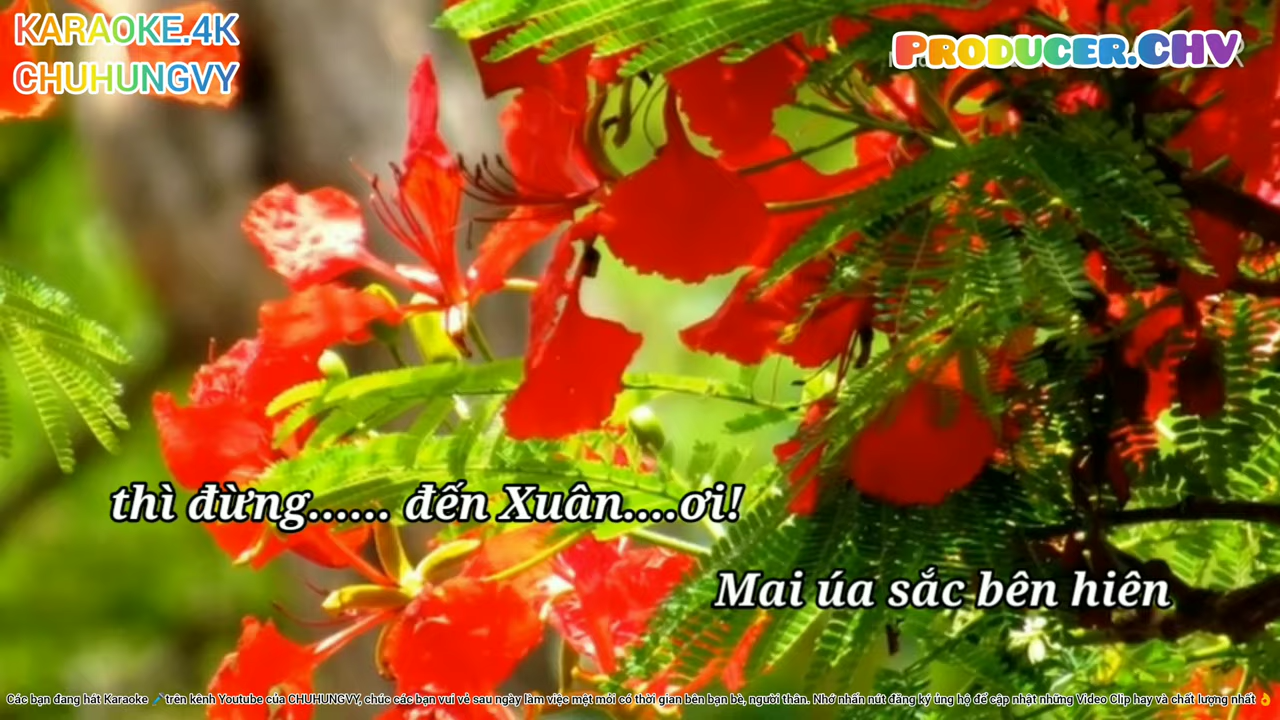 KARAOKE.4K
CHUHUNGVY
PRODUCER.CHV
thì đừng...... đến Xuân....ơi!
Mai úa sắc bên hiên
Các bạn đang hát Karaoke 🎤trên kênh Youtube của CHUHUNGVY, chúc các bạn vui vẻ sau ngày làm việc mệt mỏi có thời gian bên bạn bè, người thân. Nhớ nhấn nút đăng ký ủng hộ để cập nhật những Video Clip hay và chất lượng nhất 👌